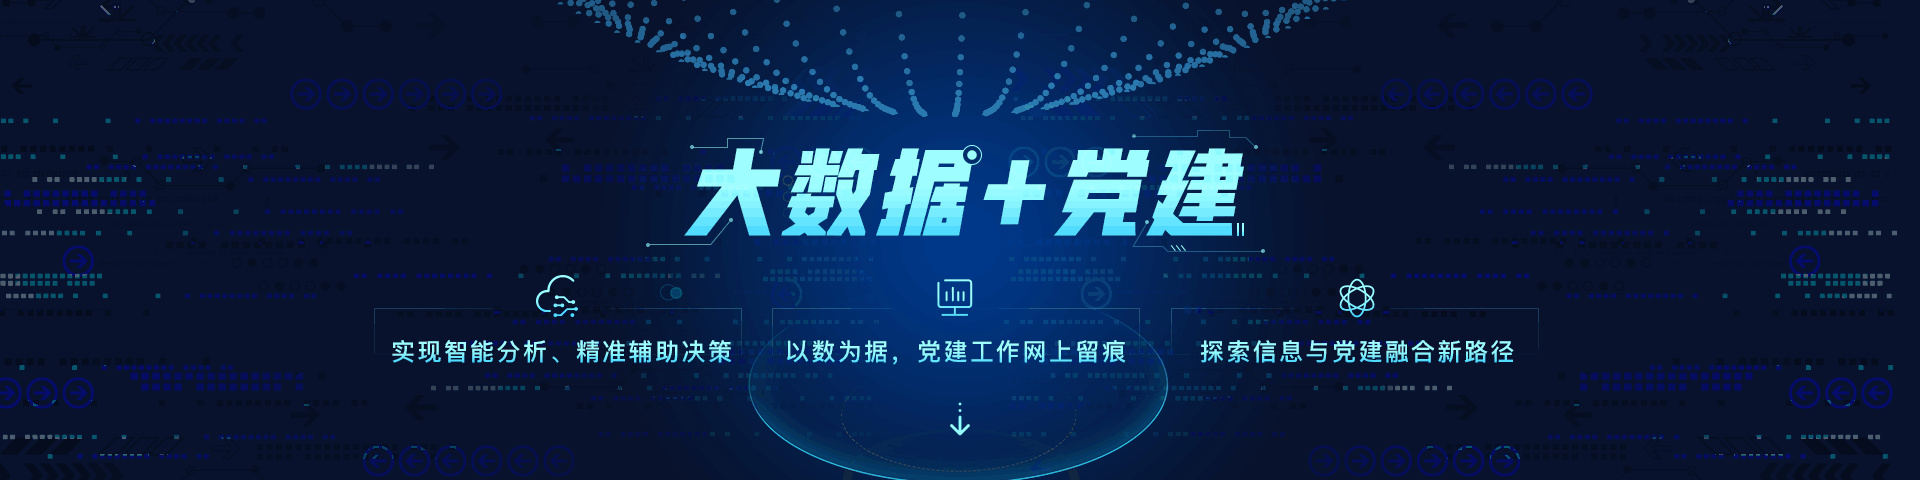 大数据+党建
实现智能分析、精准辅助决策
以数为据，党建工作网上留痕
探索信息与党建融合新路径